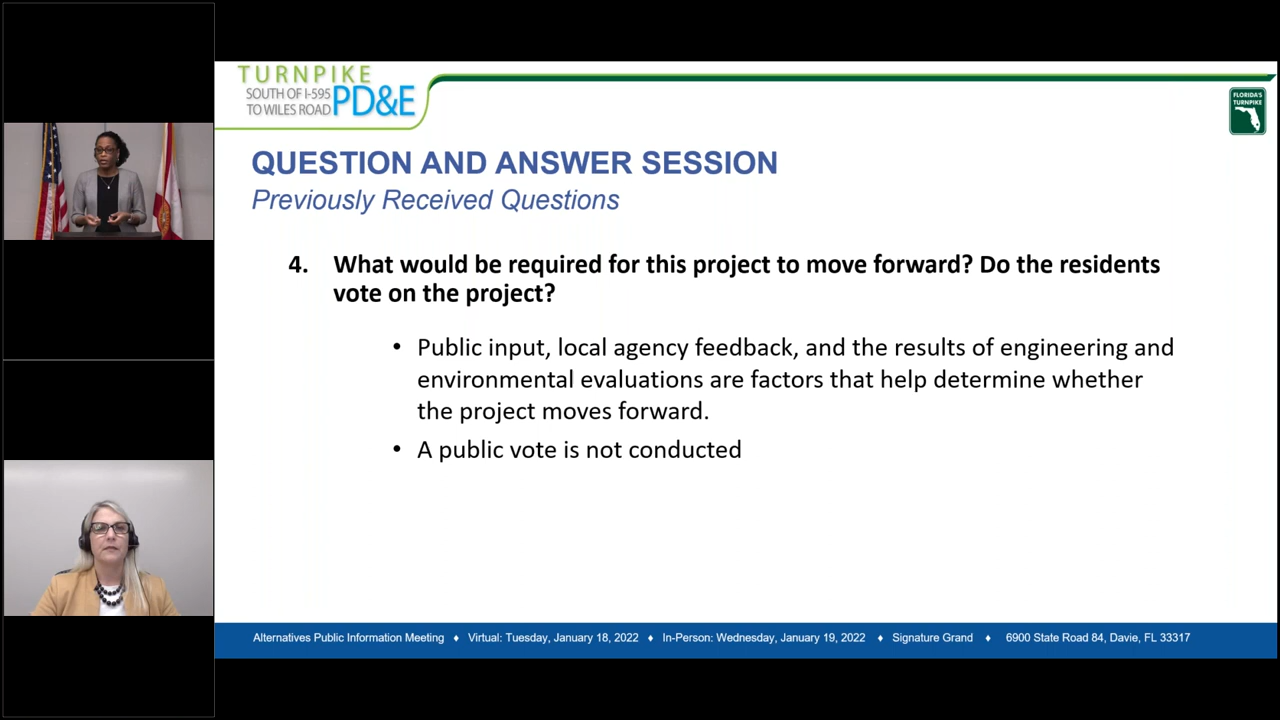 TURNPIKE
SOUTH OF I-595
TO WILES ROAD
PD&E
FLORIDA'S
TURNPIKE
QUESTION AND ANSWER SESSION
Previously Received Questions
4. What would be required for this project to move forward? Do the residents
vote on the project?
• Public input, local agency feedback, and the results of engineering and
environmental evaluations are factors that help determine whether
the project moves forward.
• A public vote is not conducted
Alternatives Public Information Meeting ♦ Virtual: Tuesday, January 18, 2022 ♦ In-Person: Wednesday, January 19, 2022 ♦ Signature Grand ♦ 6900 State Road 84, Davie, FL 33317